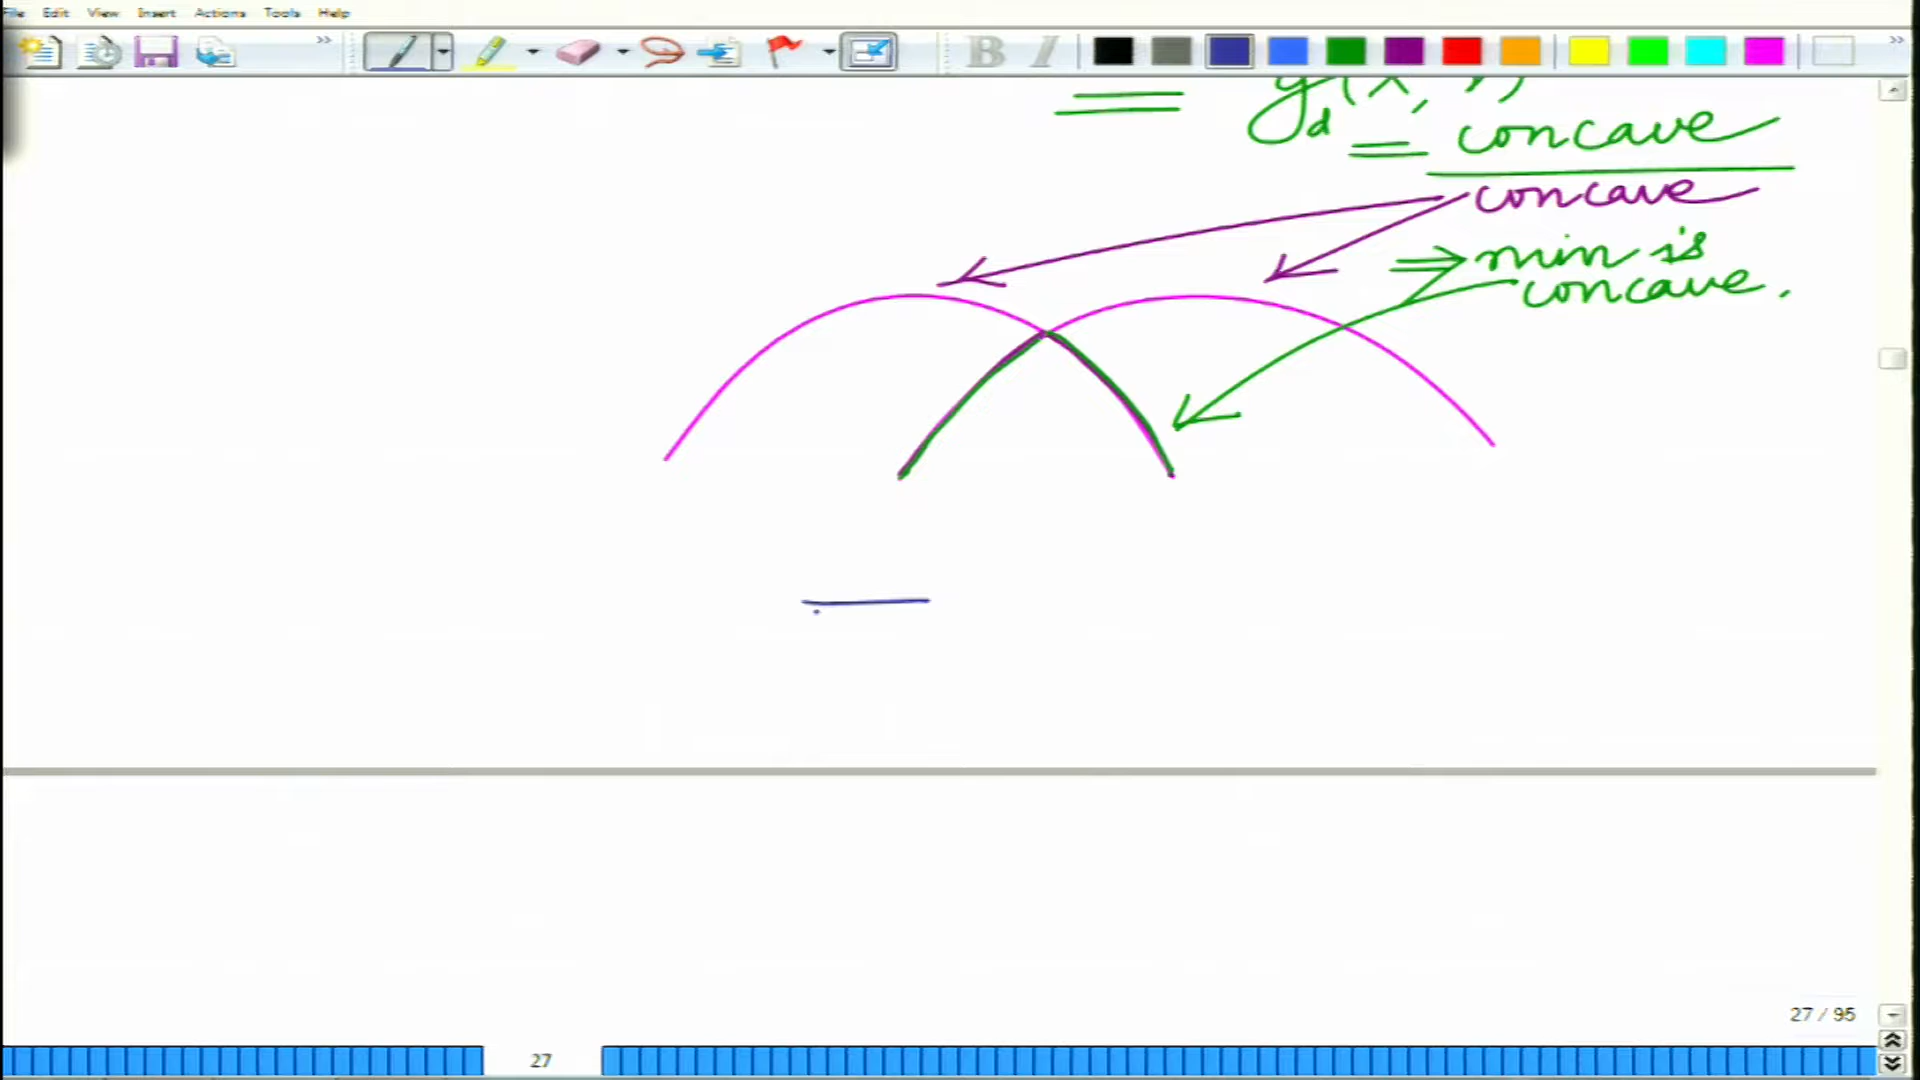 File Edit View Insert Actions Tools Help
B I
= g_d(λ, ν)
= concave
concave
⇒ min is
concave.
27 / 95
27